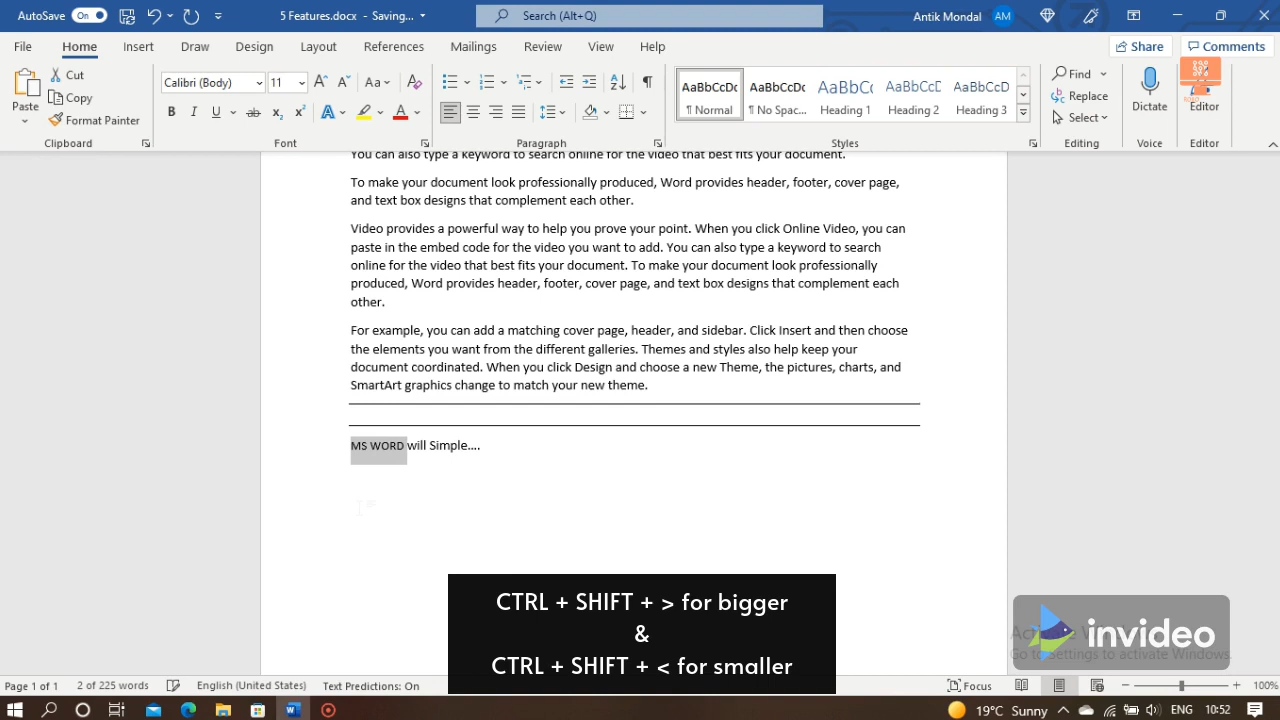 AutoSave On 5 Features.docx - Saving... Search (Alt+Q) Antik Mondal AM
File Home Insert Draw Design Layout References Mailings Review View Help Share Comments
Paste Cut Copy Format Painter
Calibri (Body) 11 Aa A
B I U ab x₂ x² A A
AaBbCcDc AaBbCcDc AaBbCc AaBbCcD AaBbCcD
¶ Normal ¶ No Spac... Heading 1 Heading 2 Heading 3
Find Replace Select Dictate Editor
Clipboard Font Paragraph Styles Editing Voice Editor
You can also type a keyword to search online for the video that best fits your document.
To make your document look professionally produced, Word provides header, footer, cover page,
and text box designs that complement each other.
Video provides a powerful way to help you prove your point. When you click Online Video, you can
paste in the embed code for the video you want to add. You can also type a keyword to search
online for the video that best fits your document. To make your document look professionally
produced, Word provides header, footer, cover page, and text box designs that complement each
other.
For example, you can add a matching cover page, header, and sidebar. Click Insert and then choose
the elements you want from the different galleries. Themes and styles also help keep your
document coordinated. When you click Design and choose a new Theme, the pictures, charts, and
SmartArt graphics change to match your new theme.
MS WORD will Simple....
CTRL + SHIFT + > for bigger
&
CTRL + SHIFT + < for smaller
invideo
Go to Settings to activate Windows.
Page 1 of 1 2 of 225 words English (United States) Text Predictions: On Focus 100%
19°C Sunny ENG 10:52